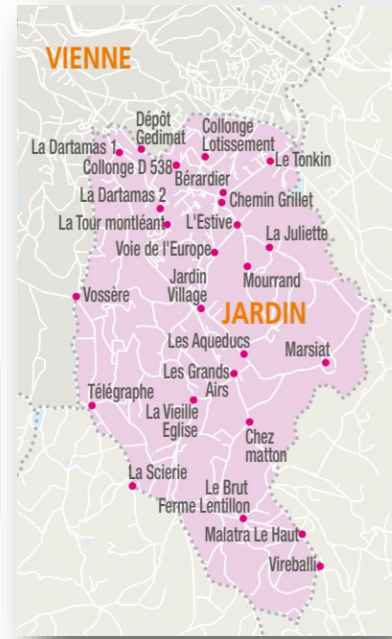 VIENNE
Dépôt
Gedimat
Collonge
Lotissement
La Dartamas 1
Collonge D 538
Le Tonkin
Bérardier
La Dartamas 2
Chemin Grillet
La Tour montléant
L'Estive
La Juliette
Voie de l'Europe
Mourrand
Jardin
Village
Vossère
JARDIN
Les Aqueducs
Marsiat
Les Grands
Airs
Télégraphe
La Vieille
Eglise
Chez
matton
La Scierie
Le Brut
Ferme Lentillon
Malatra Le Haut
Vireballi